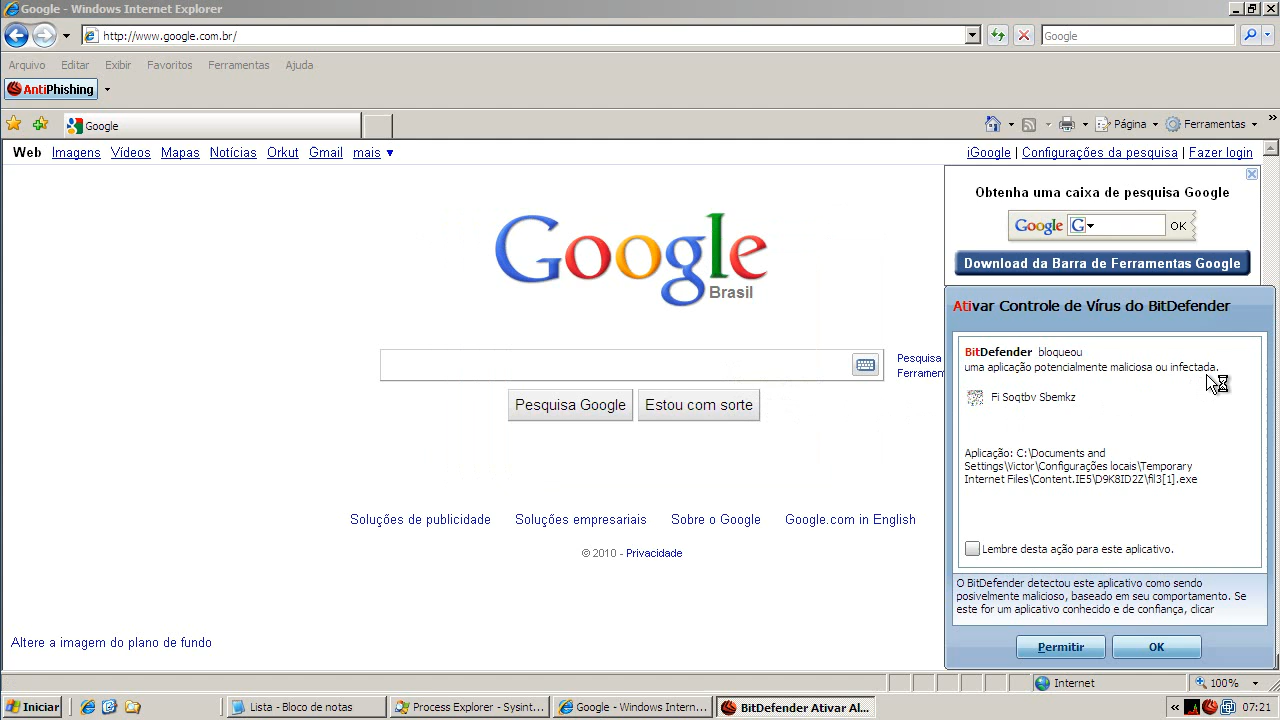 Google - Windows Internet Explorer
http://www.google.com.br/
Google
Arquivo Editar Exibir Favoritos Ferramentas Ajuda
AntiPhishing
Google
Página Ferramentas
Web Imagens Vídeos Mapas Notícias Orkut Gmail mais ▼
iGoogle | Configurações da pesquisa | Fazer login
Obtenha uma caixa de pesquisa Google
Google G OK
Download da Barra de Ferramentas Google
Google
Brasil
Pesquisa
Ferramen
Pesquisa Google
Estou com sorte
Soluções de publicidade Soluções empresariais Sobre o Google Google.com in English
© 2010 - Privacidade
Altere a imagem do plano de fundo
Ativar Controle de Vírus do BitDefender
BitDefender bloqueou
uma aplicação potencialmente maliciosa ou infectada.
Fi Soqtbv Sbemkz
Aplicação: C:\Documents and
Settings\Victor\Configurações locais\Temporary
Internet Files\Content.IE5\D9K8ID2Z\fil3[1].exe
Lembre desta ação para este aplicativo.
O BitDefender detectou este aplicativo como sendo
posivelmente malicioso, baseado em seu comportamento. Se
este for um aplicativo conhecido e de confiança, clicar
Permitir
OK
Internet
100%
Iniciar
Lista - Bloco de notas
Process Explorer - Sysint...
Google - Windows Intern...
BitDefender Ativar Al...
07:21